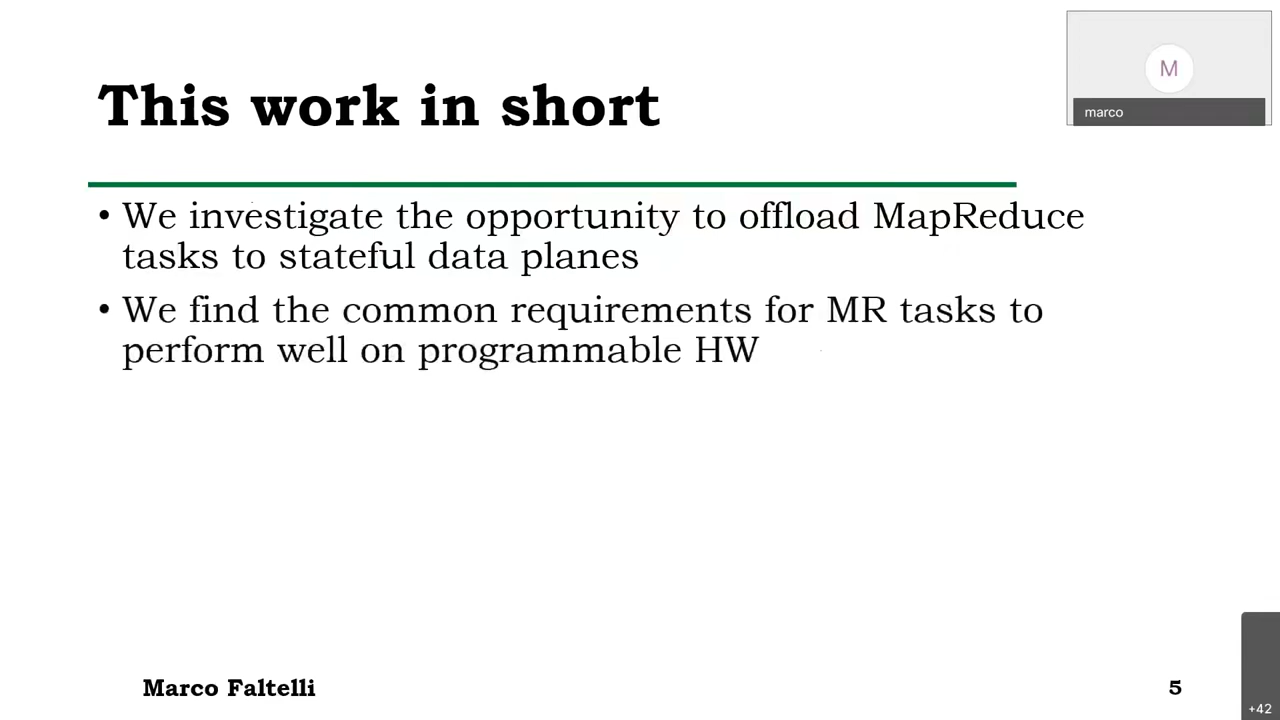 M
marco
This work in short
• We investigate the opportunity to offload MapReduce
tasks to stateful data planes
• We find the common requirements for MR tasks to
perform well on programmable HW
Marco Faltelli
5
+42